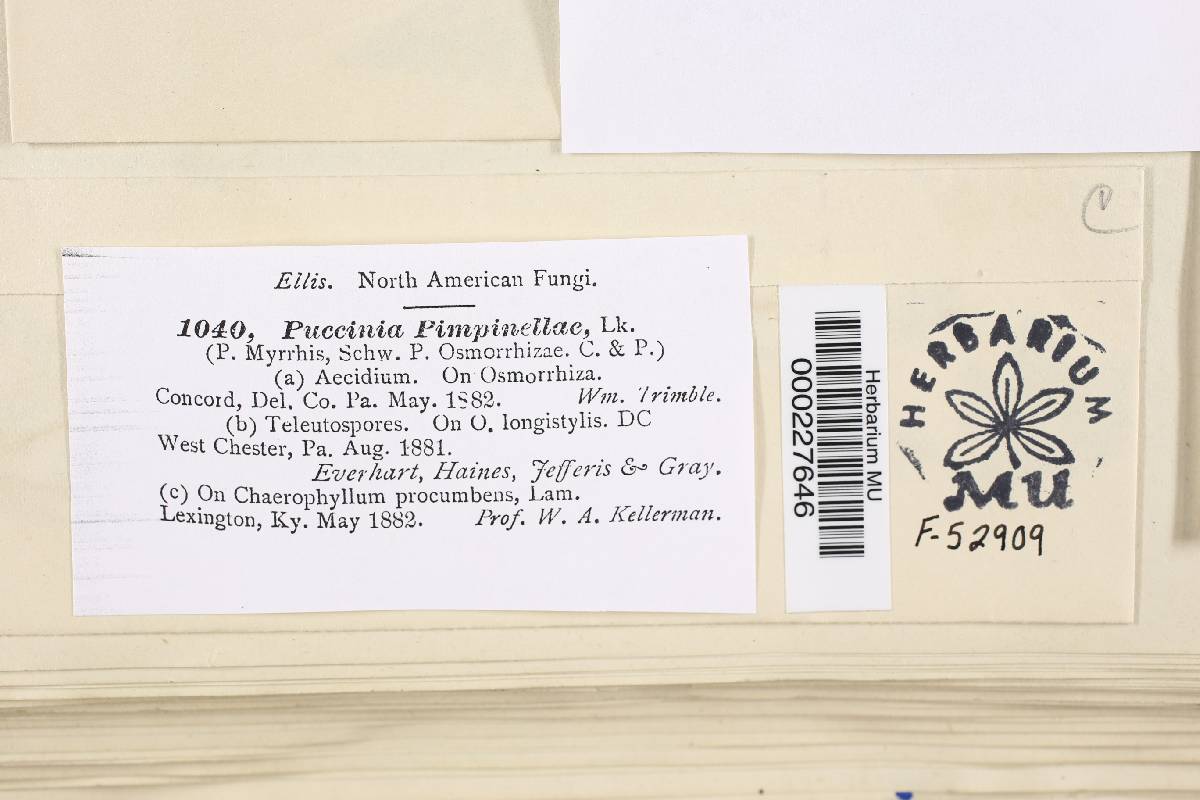 C
Ellis. North American Fungi.
1040, Puccinia Pimpinellae, Lk.
(P. Myrrhis, Schw. P. Osmorrhizae. C. & P.)
(a) Aecidium. On Osmorrhiza.
Concord, Del. Co. Pa. May. 1882. Wm. Trimble.
(b) Teleutospores. On O. longistylis. DC
West Chester, Pa. Aug. 1881.
Everhart, Haines, Jefferis & Gray.
(c) On Chaerophyllum procumbens, Lam.
Lexington, Ky. May 1882. Prof. W. A. Kellerman.
Herbarium MU
000227646
HERBARIUM
MU
F-52909